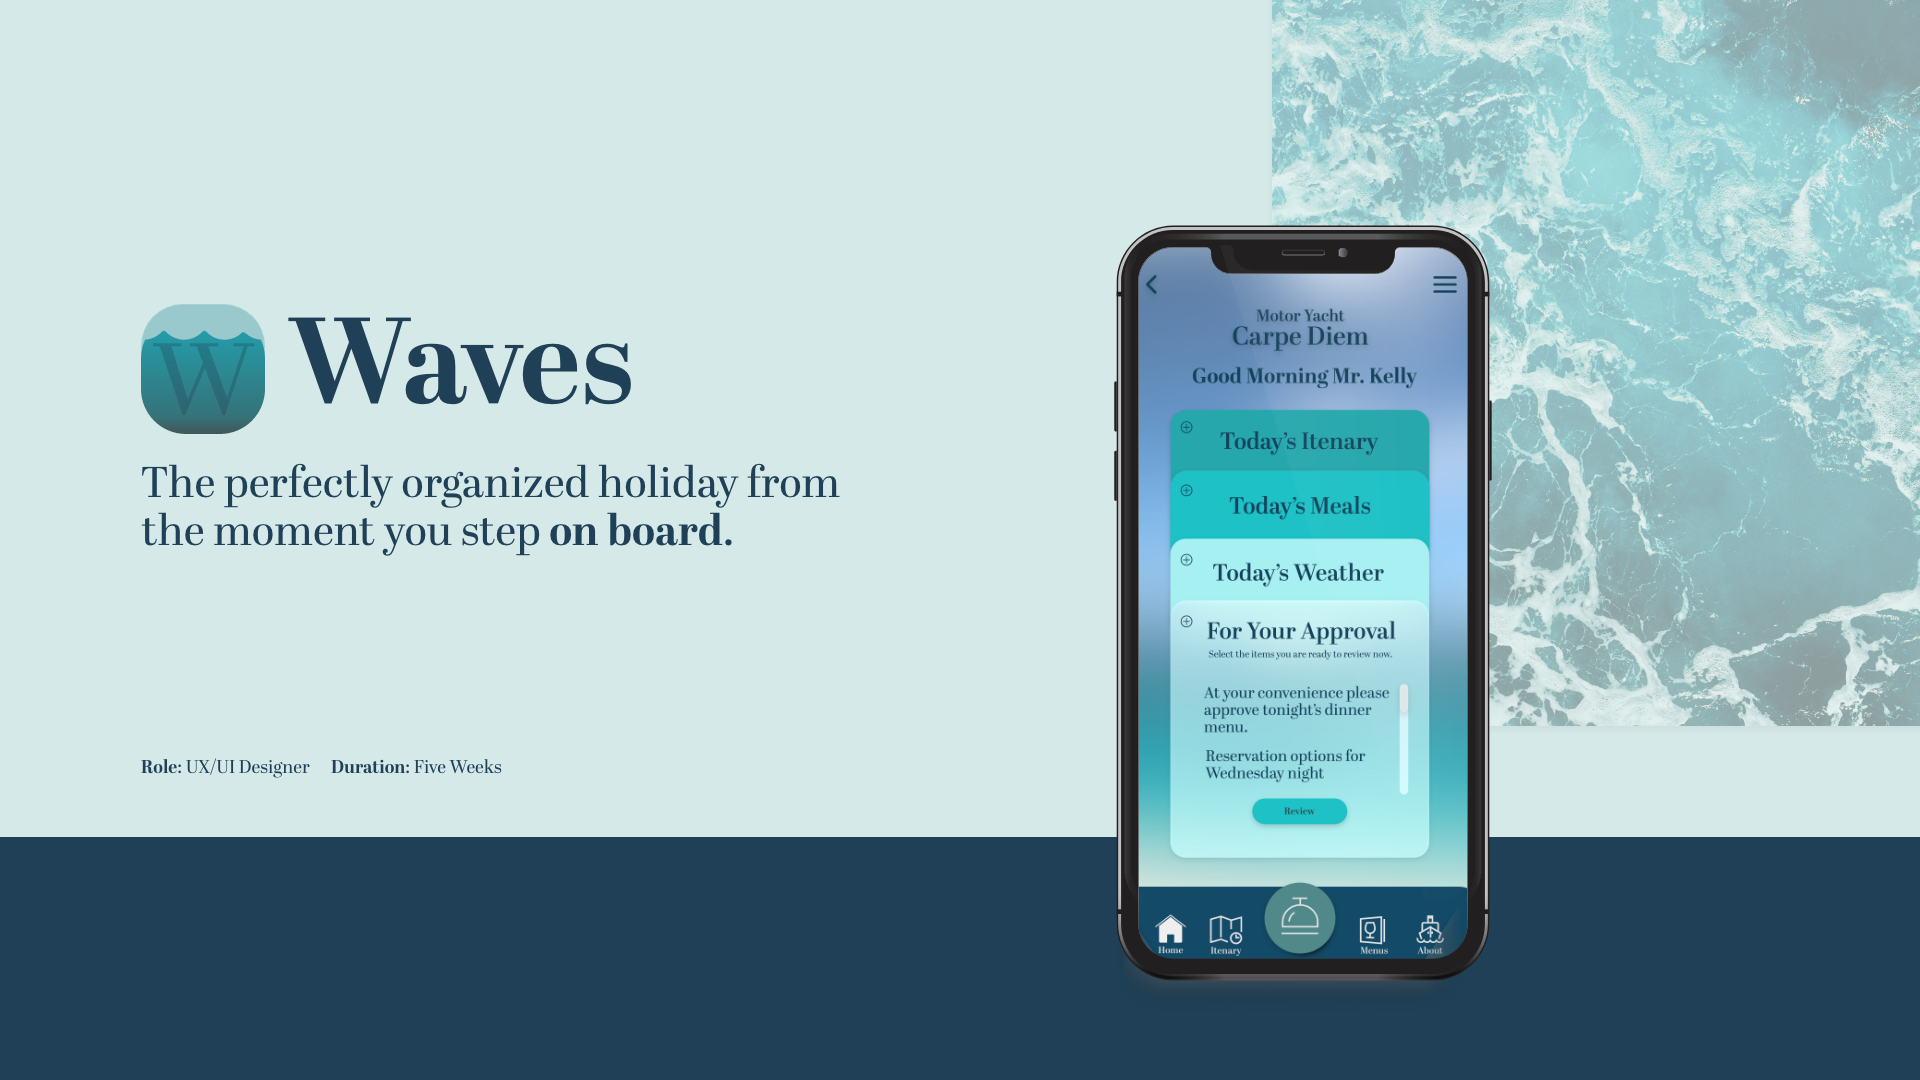 W
Waves
The perfectly organized holiday from
the moment you step on board.
Role: UX/UI Designer Duration: Five Weeks
Motor Yacht
Carpe Diem
Good Morning Mr. Kelly
Today's Itenary
Today's Meals
Today's Weather
For Your Approval
Select the items you are ready to review now.
At your convenience please
approve tonight's dinner
menu.
Reservation options for
Wednesday night
Review
Home Itenary Menus About